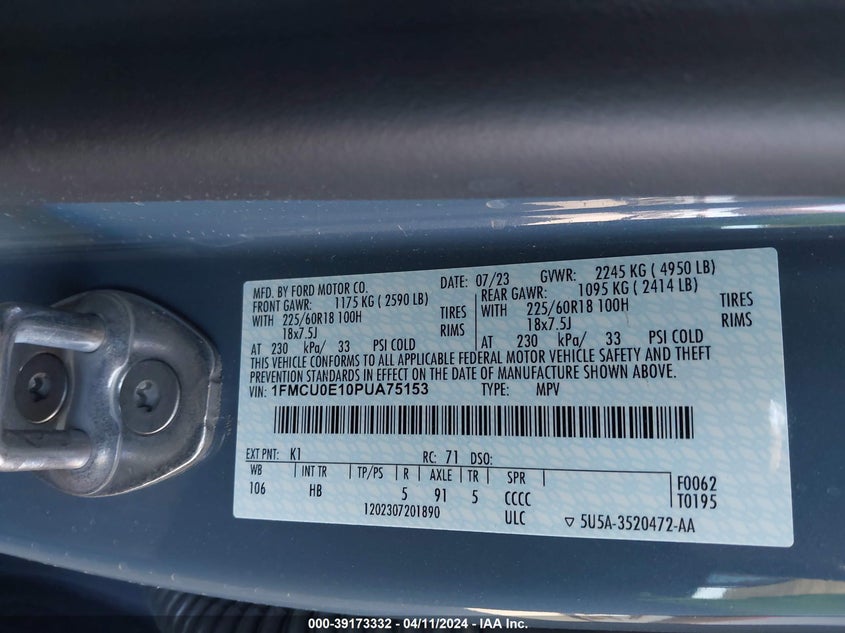 MFD. BY FORD MOTOR CO. DATE: 07/23 GVWR: 2245 KG ( 4950 LB)
FRONT GAWR: 1175 KG ( 2590 LB) REAR GAWR: 1095 KG ( 2414 LB)
WITH 225/60R18 100H TIRES WITH 225/60R18 100H TIRES
18x7.5J RIMS 18x7.5J RIMS
AT 230 kPa/ 33 PSI COLD AT 230 kPa/ 33 PSI COLD
THIS VEHICLE CONFORMS TO ALL APPLICABLE FEDERAL MOTOR VEHICLE SAFETY AND THEFT
PREVENTION STANDARDS IN EFFECT ON THE DATE OF MANUFACTURE SHOWN ABOVE.
VIN: 1FMCU0E10PUA75153 TYPE: MPV
EXT PNT: K1 RC: 71 DSO:
WB INT TR TP/PS R AXLE TR SPR F0062
106 HB 5 91 5 CCCC T0195
1202307201890 ULC ▽ 5U5A-3520472-AA
000-39173332 - 04/11/2024 - IAA Inc.